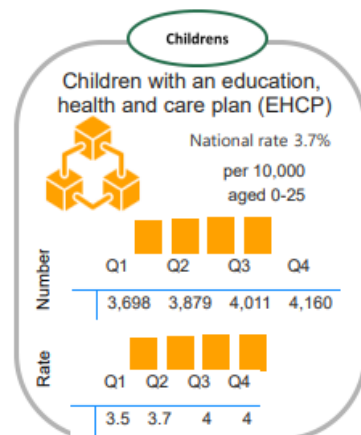 Childrens
Children with an education,
health and care plan (EHCP)
National rate 3.7%
per 10,000
aged 0-25
Number
Q1 Q2 Q3 Q4
3,698 3,879 4,011 4,160
Rate
Q1 Q2 Q3 Q4
3.5 3.7 4 4